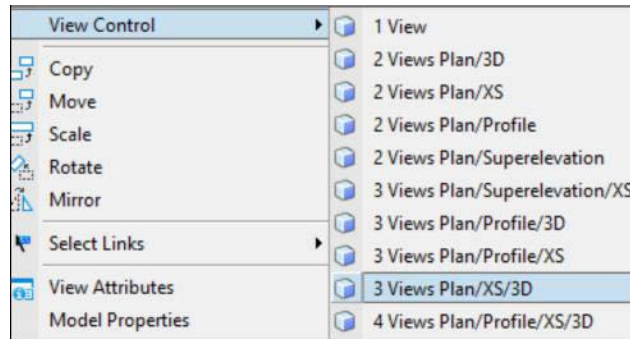 View Control
Copy
Move
Scale
Rotate
Mirror
Select Links
View Attributes
Model Properties
1 View
2 Views Plan/3D
2 Views Plan/XS
2 Views Plan/Profile
2 Views Plan/Superelevation
3 Views Plan/Superelevation/XS
3 Views Plan/Profile/3D
3 Views Plan/Profile/XS
3 Views Plan/XS/3D
4 Views Plan/Profile/XS/3D